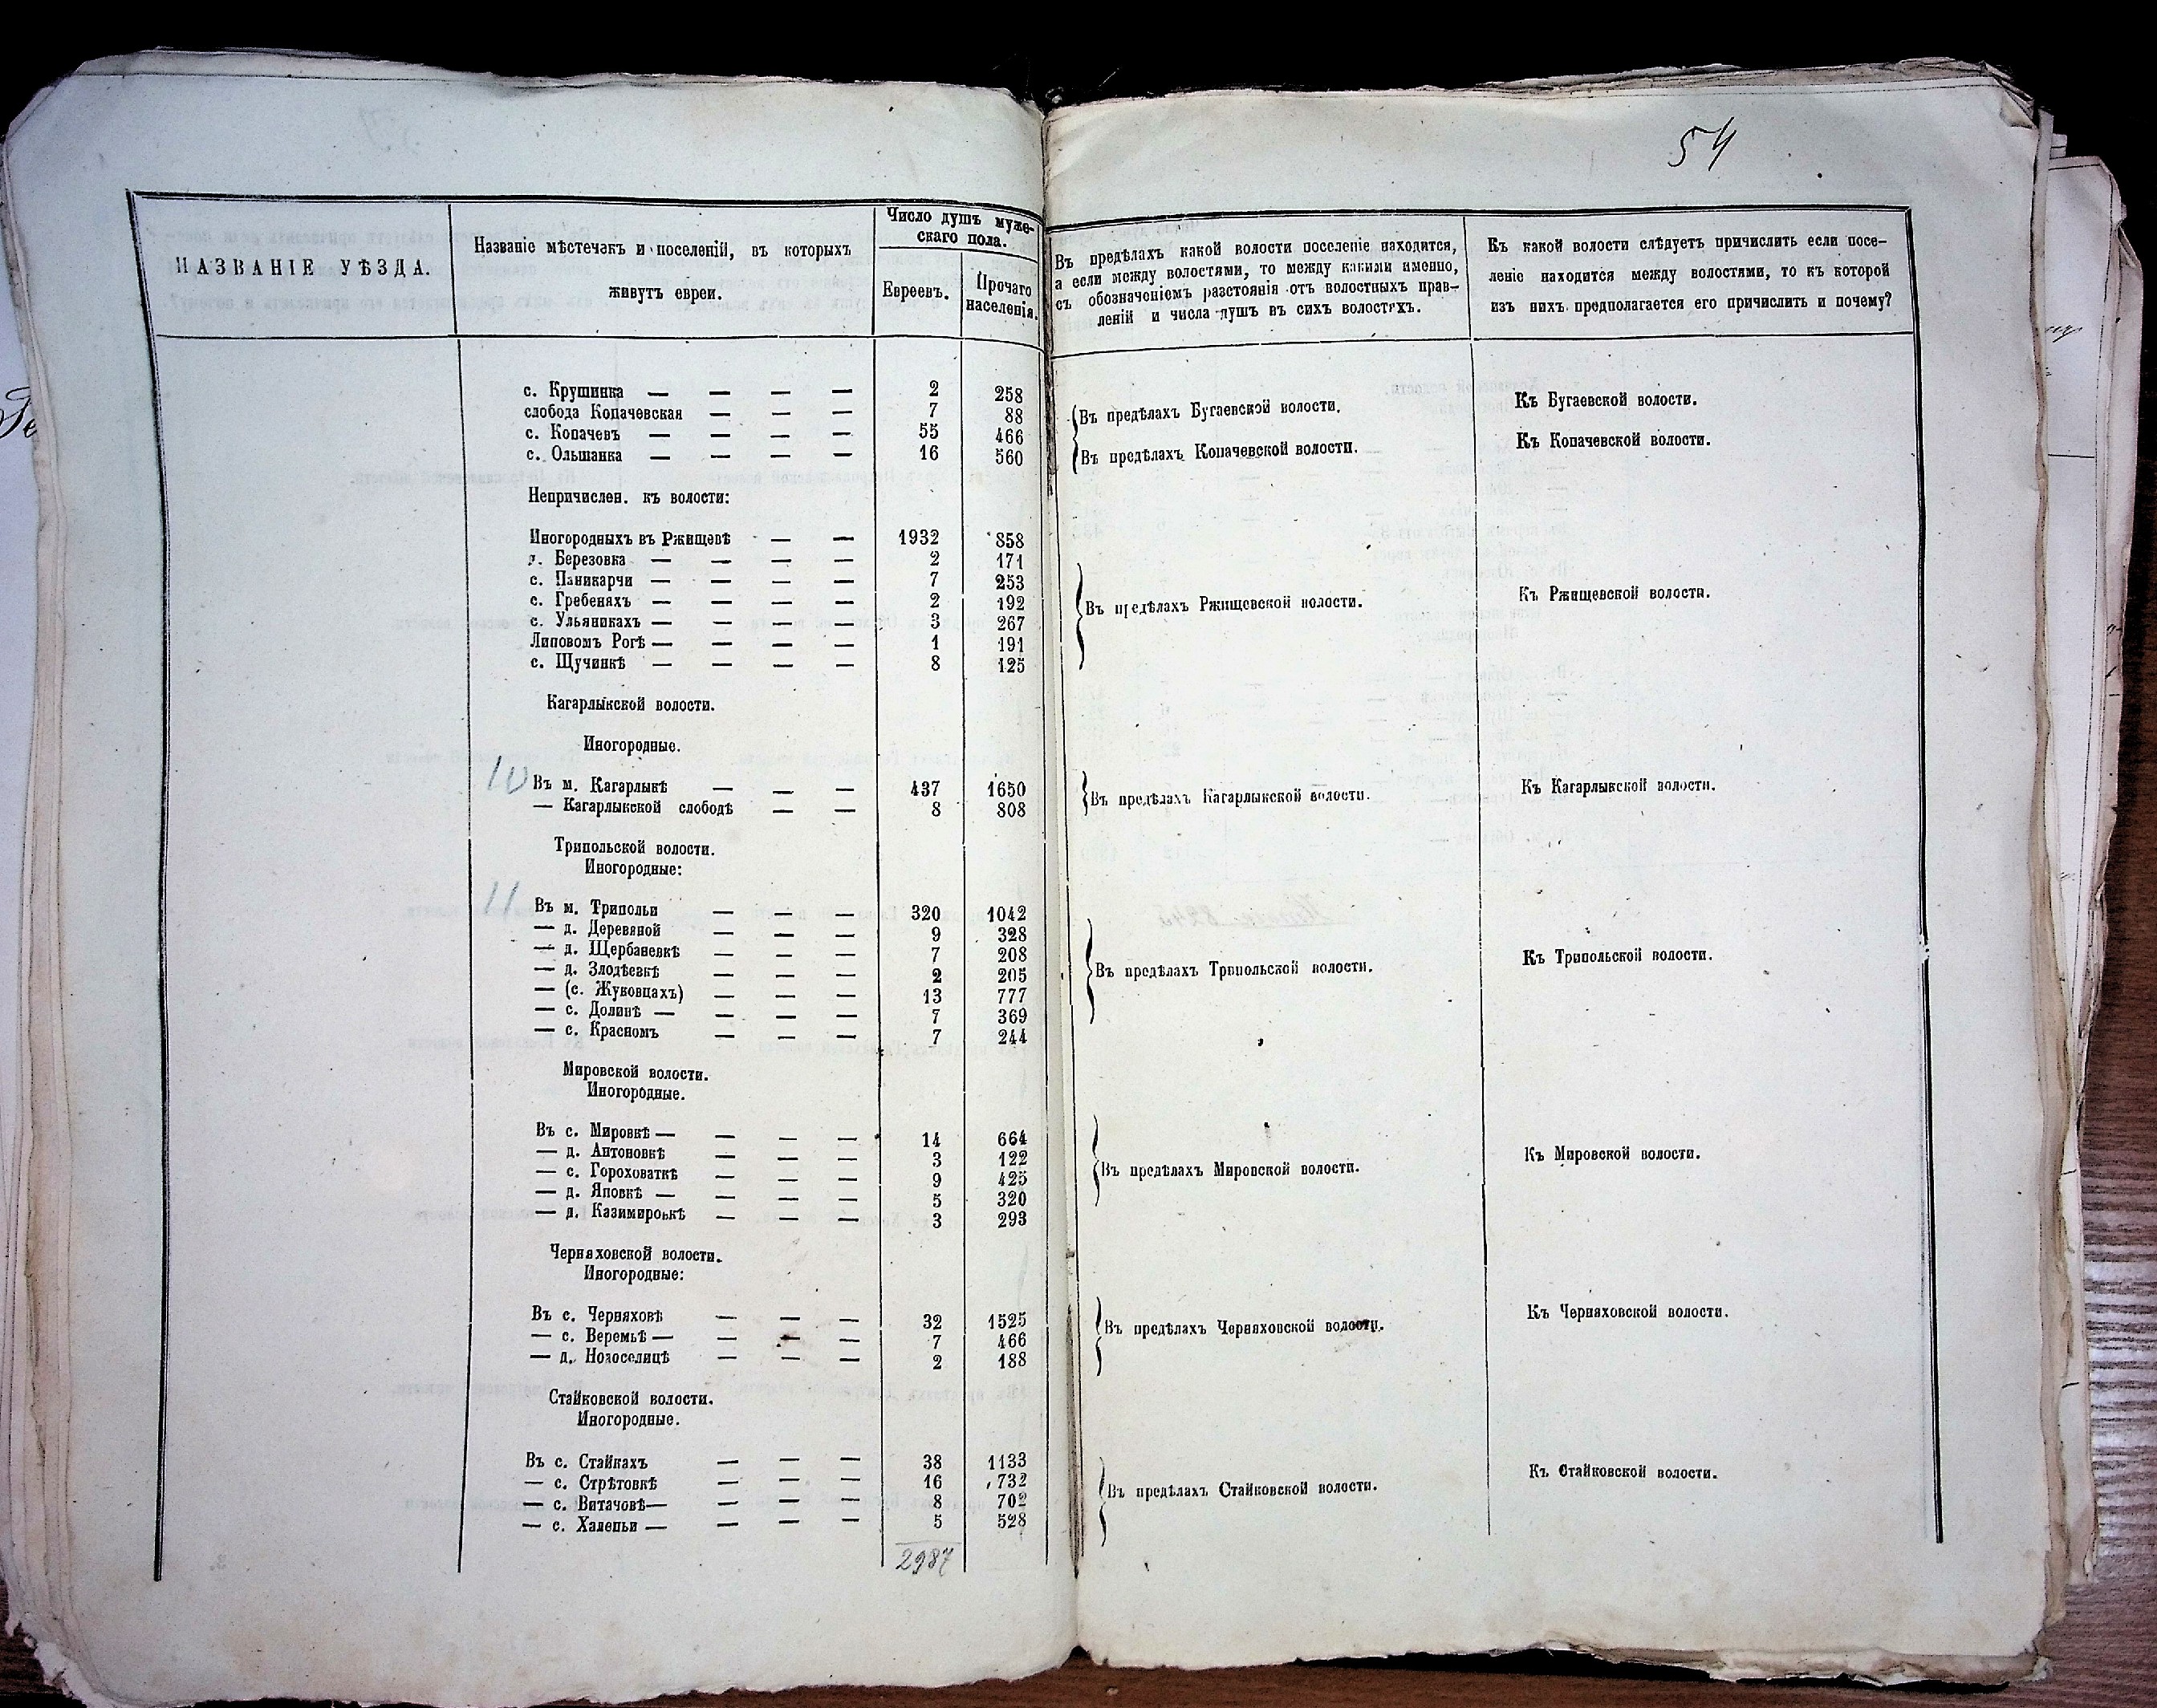 54
НАЗВАНІЕ УѢЗДА.
Названіе мѣстечекъ и поселеній, въ которыхъ
живутъ евреи.
Число душъ муже-
скаго пола.
Евреевъ.
Прочаго
населенія.
Въ предѣлахъ какой волости поселеніе находится,
а если между волостями, то между какими именно,
съ обозначеніемъ разстоянія отъ волостныхъ прав-
леній и числа душъ въ сихъ волостяхъ.
Къ какой волости слѣдуетъ причислить если посе-
леніе находится между волостями, то къ которой
изъ нихъ предполагается его причислить и почему?
с. Крушинка — — — — 2 258
слобода Копачевская — — — 7 88 Въ предѣлахъ Бугаевской волости. Къ Бугаевской волости.
с. Копачевъ — — — — 55 466
с. Ольшанка — — — — 16 560 Въ предѣлахъ Копачевской волости. Къ Копачевской волости.
Непричислен. къ волости:
Иногородныхъ въ Ржищевѣ — — 1932 858
д. Березовка — — — — 2 171
с. Паникарчи — — — — 7 253
с. Гребеняхъ — — — — 2 192 Въ предѣлахъ Ржищевской волости. Къ Ржищевской волости.
с. Ульяникахъ — — — — 3 267
Липовомъ Рогѣ — — — — 1 191
с. Щучинкѣ — — — — 8 125
Кагарлыкской волости.
Иногородные.
10 Въ м. Кагарлыкѣ — — — 437 1650 Въ предѣлахъ Кагарлыкской волости. Къ Кагарлыкской волости.
— Кагарлыкской слободѣ — — 8 808
Трипольской волости.
Иногородные:
11 Въ м. Трипольи — — — 320 1042
— д. Деревяной — — — 9 328
— д. Щербаневкѣ — — — 7 208
— д. Злодѣевкѣ — — — 2 205 Въ предѣлахъ Трипольской волости. Къ Трипольской волости.
— (с. Жуковцахъ) — — — 13 777
— с. Долинѣ — — — — 7 369
— с. Красномъ — — — 7 244
Мировской волости.
Иногородные.
Въ с. Мировкѣ — — — — 14 664
— д. Антоновкѣ — — — 3 122
— с. Гороховаткѣ — — — 9 425 Въ предѣлахъ Мировской волости. Къ Мировской волости.
— д. Яповкѣ — — — — 5 320
— д. Казимировкѣ — — — 3 293
Черняховской волости.
Иногородные:
Въ с. Черняховѣ — — — 32 1525
— с. Веремьѣ — — — — 7 466 Въ предѣлахъ Черняховской волости. Къ Черняховской волости.
— д. Новоселицѣ — — — 2 188
Стайковской волости.
Иногородные.
Въ с. Стайкахъ — — — 38 1133
— с. Стрѣтовкѣ — — — 16 732 Въ предѣлахъ Стайковской волости. Къ Стайковской волости.
— с. Витачовѣ — — — — 8 702
— с. Халепьи — — — — 5 528
2987